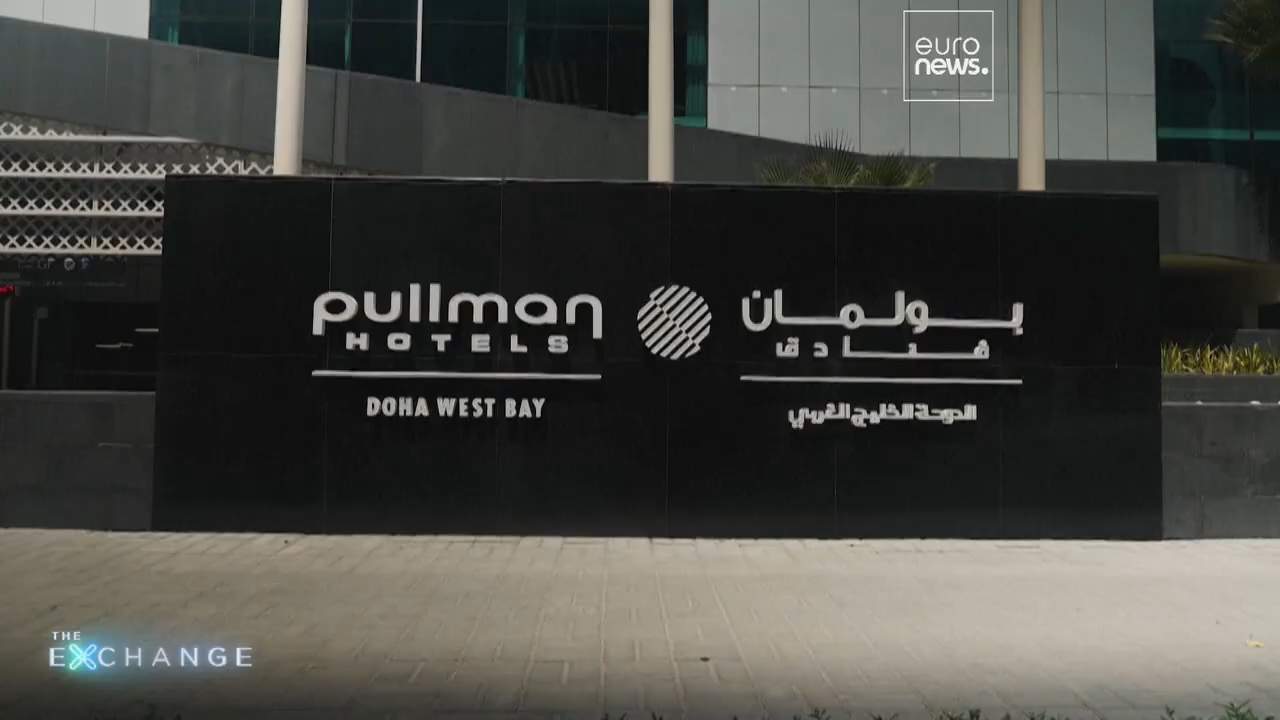 euro
news.
pullman
HOTELS
DOHA WEST BAY
بولمان
فنادق
الدوحة الخليج الغربي
THE
EXCHANGE